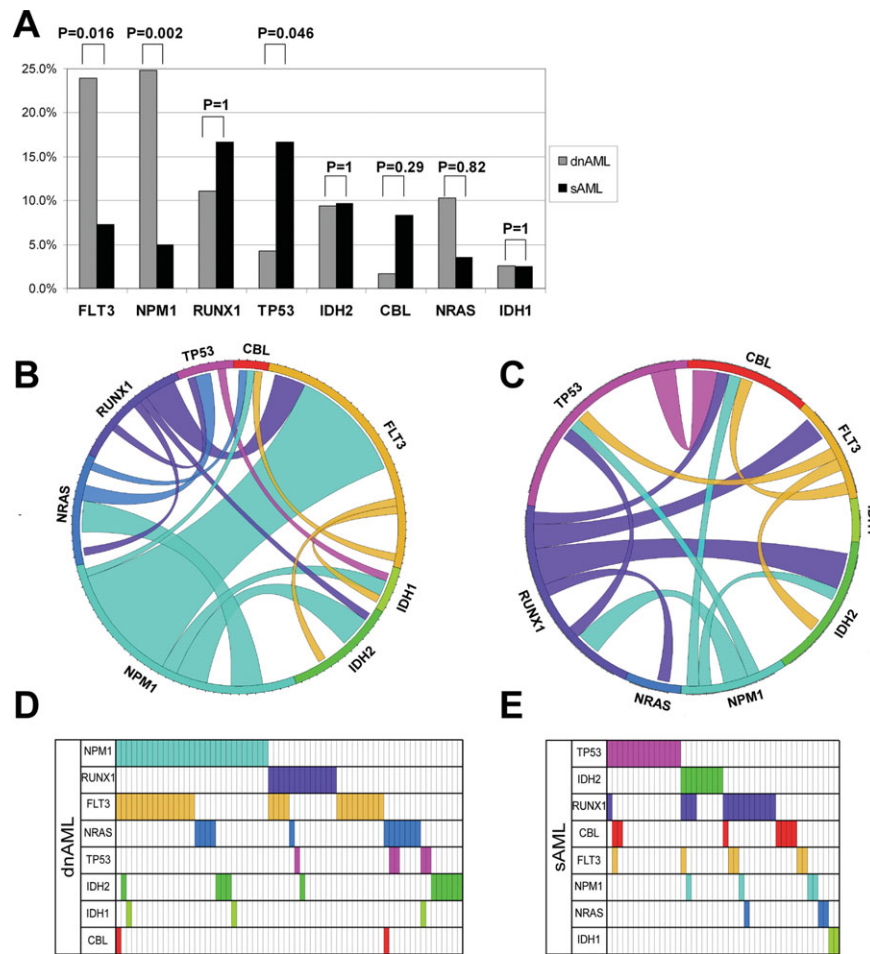 A
P=0.016
P=0.002
P=0.046
P=1
P=1
P=0.29
P=0.82
P=1
25.0%
20.0%
15.0%
10.0%
5.0%
0.0%
FLT3 NPM1 RUNX1 TP53 IDH2 CBL NRAS IDH1
dnAML
sAML
B
TP53
CBL
RUNX1
FLT3
NRAS
IDH1
IDH2
NPM1
C
CBL
TP53
FLT3
IDH2
RUNX1
NRAS
NPM1
D
dnAML
NPM1
RUNX1
FLT3
NRAS
TP53
IDH2
IDH1
CBL
E
sAML
TP53
IDH2
RUNX1
CBL
FLT3
NPM1
NRAS
IDH1